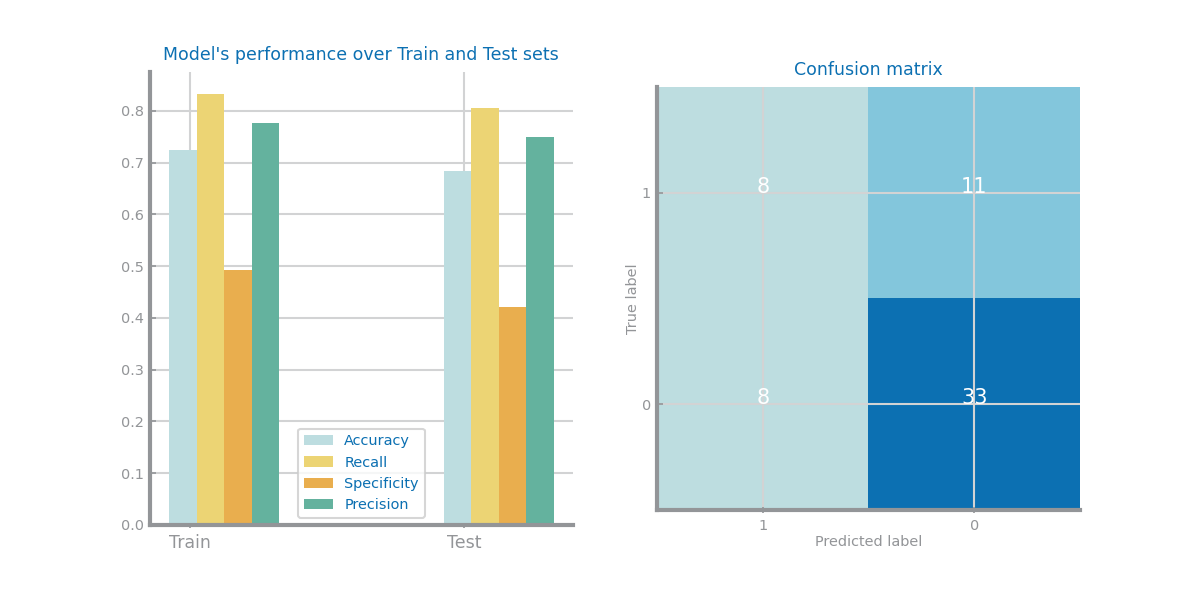 Model's performance over Train and Test sets
0.8
0.7
0.6
0.5
0.4
0.3
0.2
0.1
0.0
Accuracy
Recall
Specificity
Precision
Train
Test
Confusion matrix
True label
1
0
8
11
8
33
1
0
Predicted label